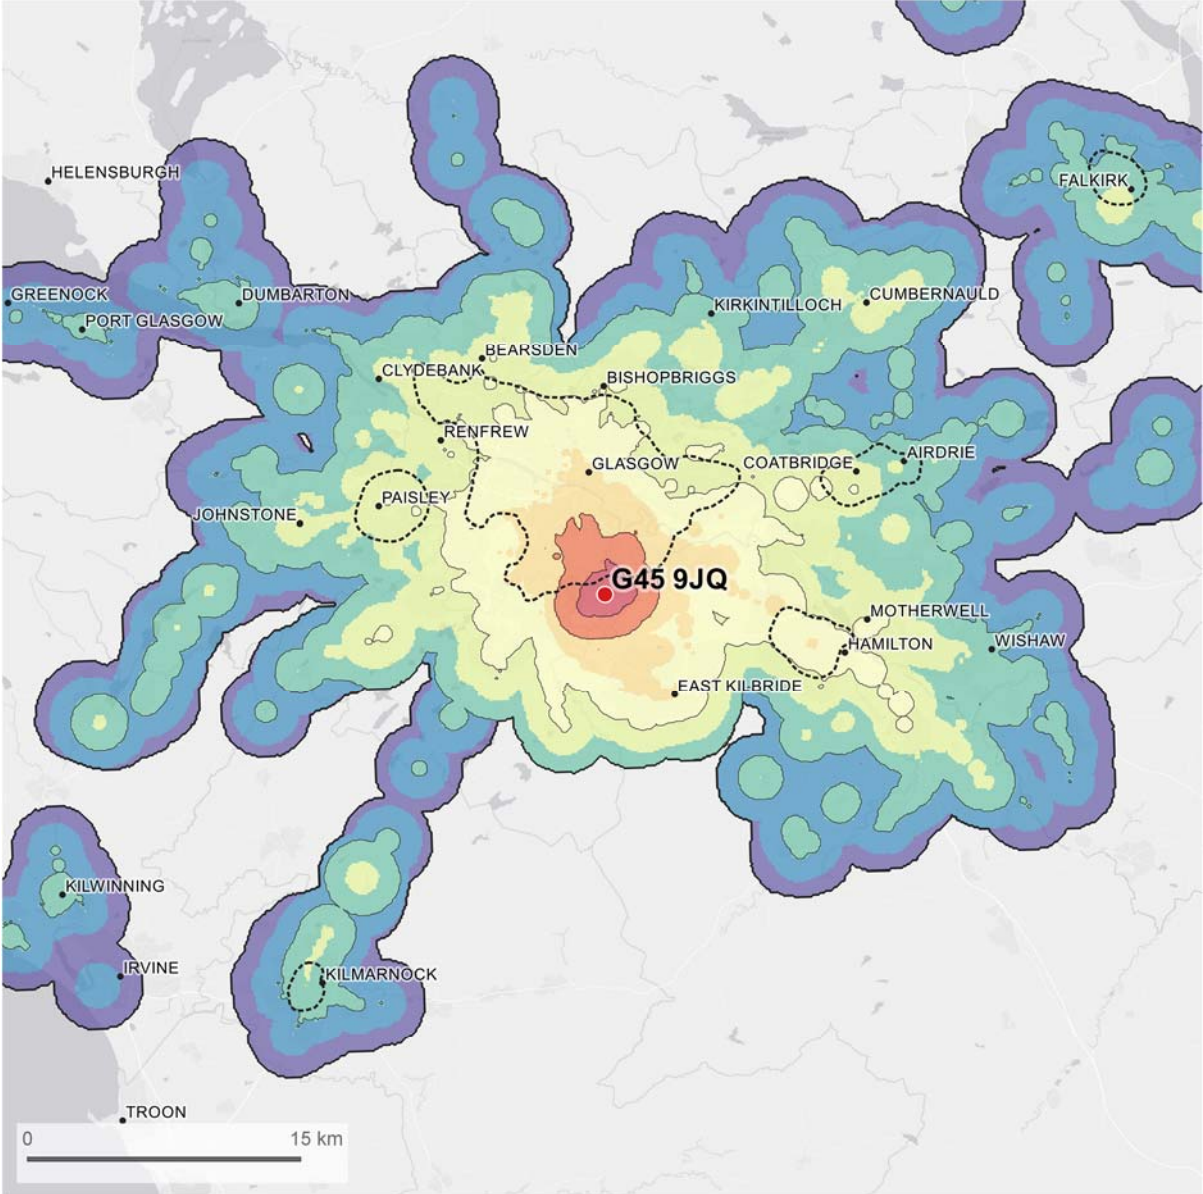 HELENSBURGH
FALKIRK
GREENOCK
DUMBARTON
PORT GLASGOW
KIRKINTILLOCH
CUMBERNAULD
BEARSDEN
CLYDEBANK
BISHOPBRIGGS
RENFREW
GLASGOW
COATBRIDGE
AIRDRIE
PAISLEY
JOHNSTONE
G45 9JQ
MOTHERWELL
HAMILTON
WISHAW
EAST KILBRIDE
KILWINNING
IRVINE
KILMARNOCK
TROON
0 15 km